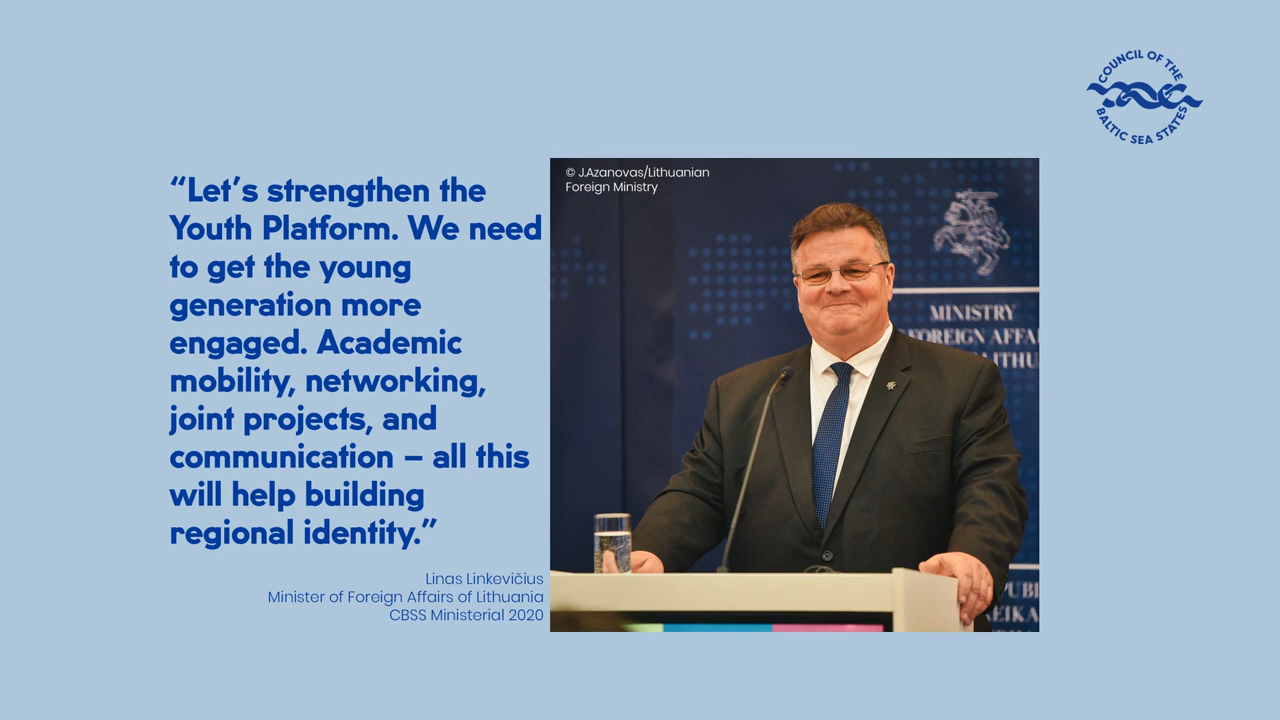 COUNCIL OF THE
BALTIC SEA STATES
“Let’s strengthen the
Youth Platform. We need
to get the young
generation more
engaged. Academic
mobility, networking,
joint projects, and
communication – all this
will help building
regional identity.”
Linas Linkevičius
Minister of Foreign Affairs of Lithuania
CBSS Ministerial 2020
© J.Azanovas/Lithuanian
Foreign Ministry
MINISTRY
FOREIGN AFFAI